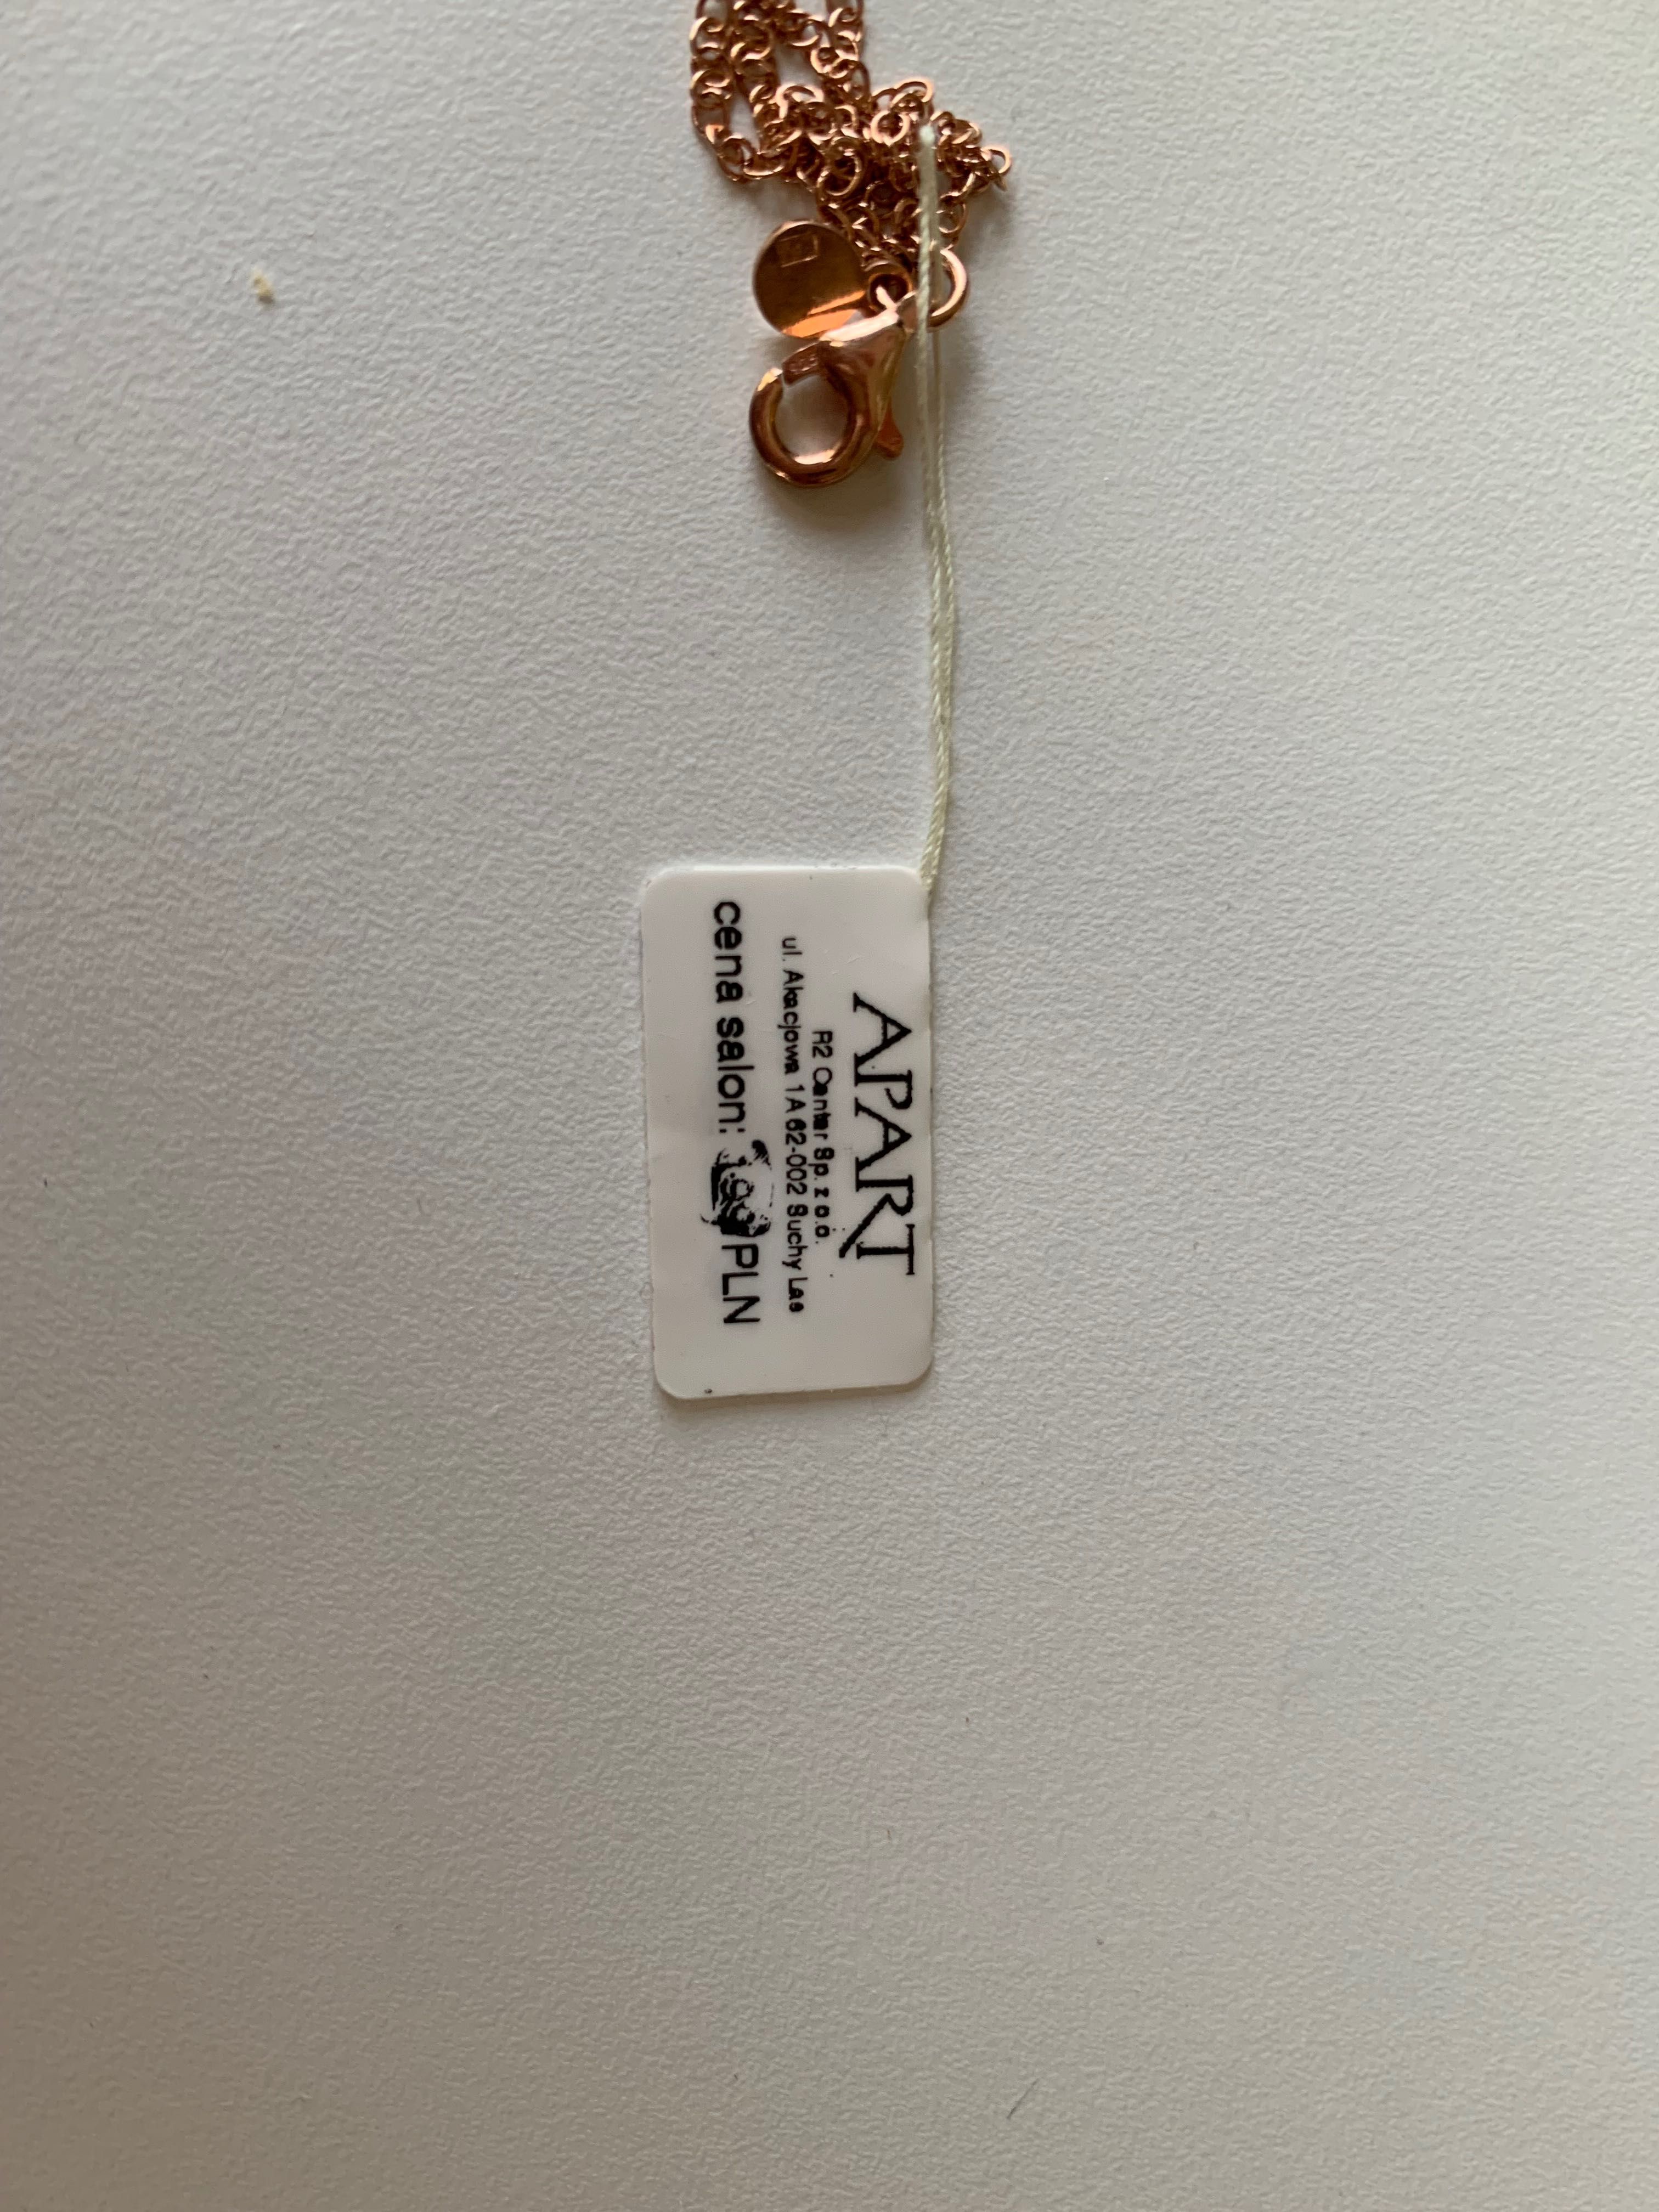 APART
R2 Center Sp. z o.o.
ul. Akacjowa 1A 62-002 Suchy Las
cena salon: PLN